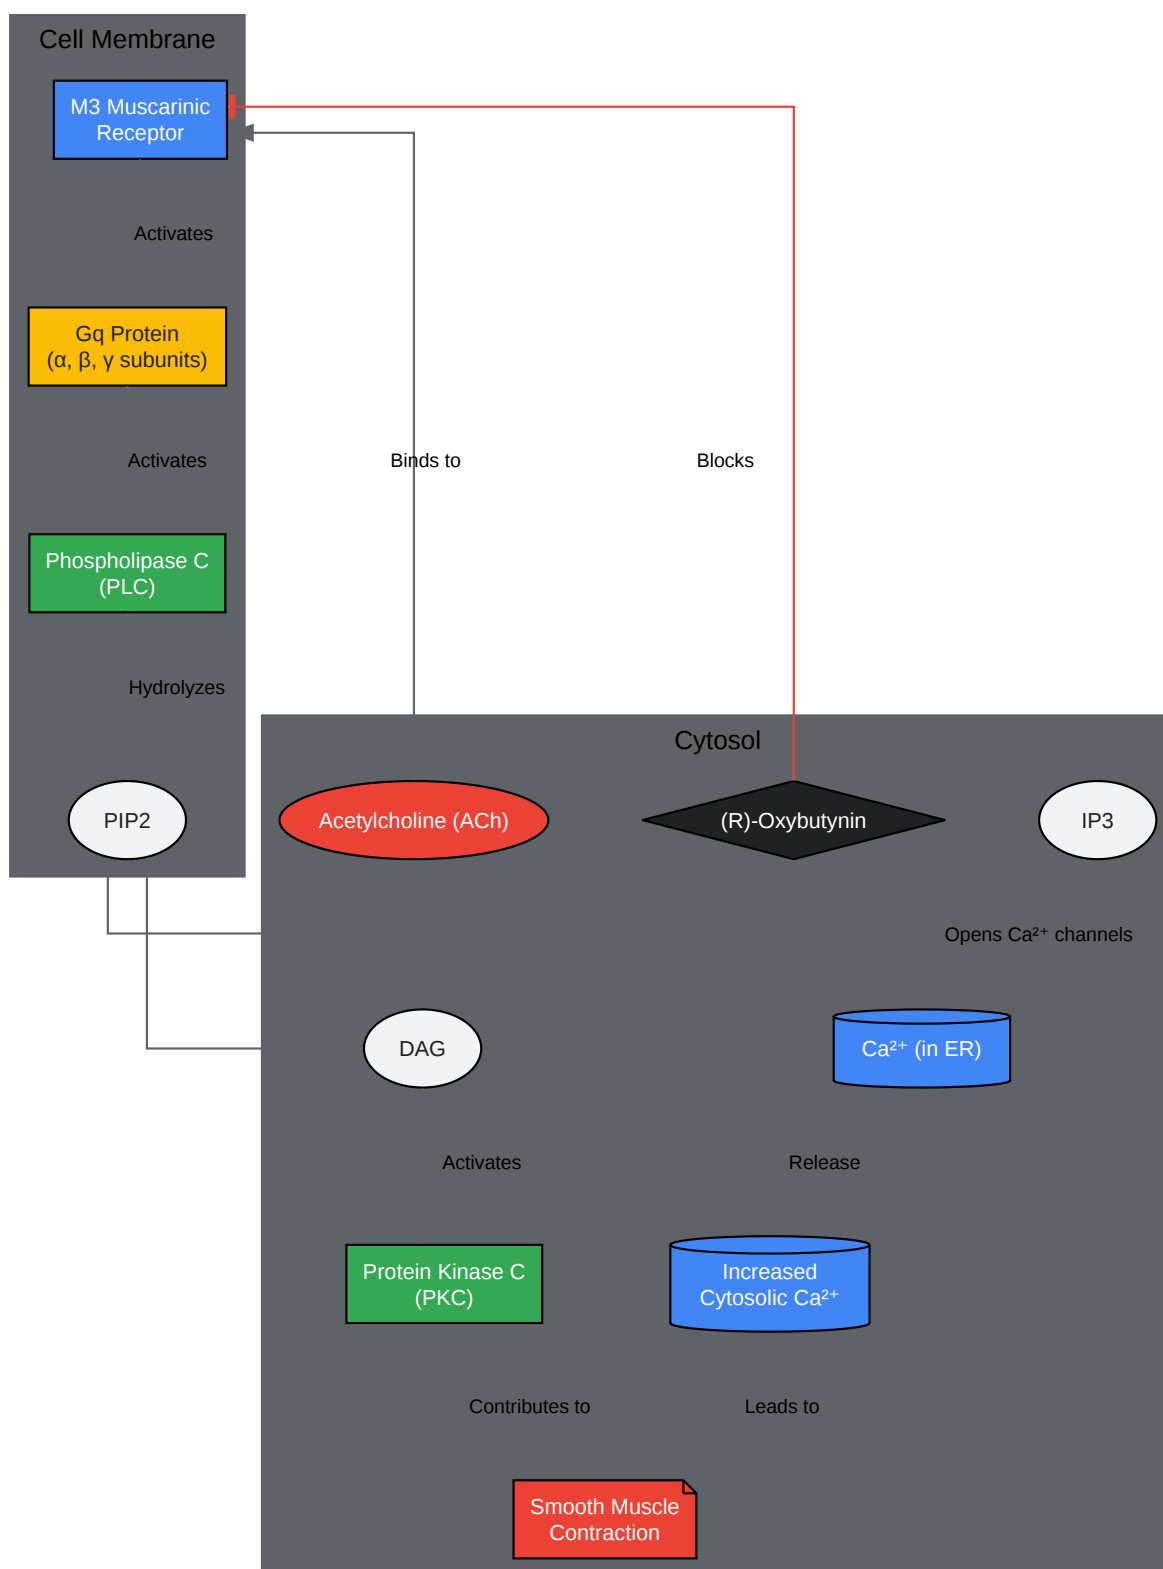 Cell Membrane
M3 Muscarinic
Receptor
Activates
Gq Protein
(α, β, γ subunits)
Activates
Binds to
Blocks
Phospholipase C
(PLC)
Hydrolyzes
Cytosol
PIP2
Acetylcholine (ACh)
(R)-Oxybutynin
IP3
Opens Ca²⁺ channels
DAG
Ca²⁺ (in ER)
Activates
Release
Protein Kinase C
(PKC)
Increased
Cytosolic Ca²⁺
Contributes to
Leads to
Smooth Muscle
Contraction